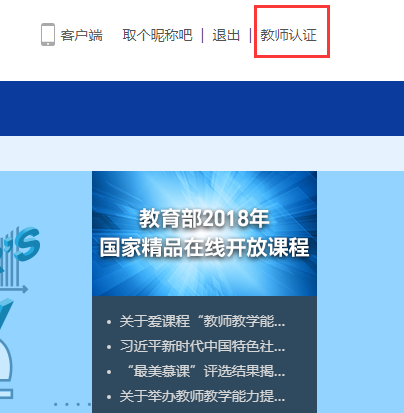 客户端 取个昵称吧 | 退出 | 教师认证
教育部2018年
国家精品在线开放课程
• 关于爱课程“教师教学能...
• 习近平新时代中国特色社...
• “最美慕课”评选结果揭...
• 关于举办教师教学能力提...